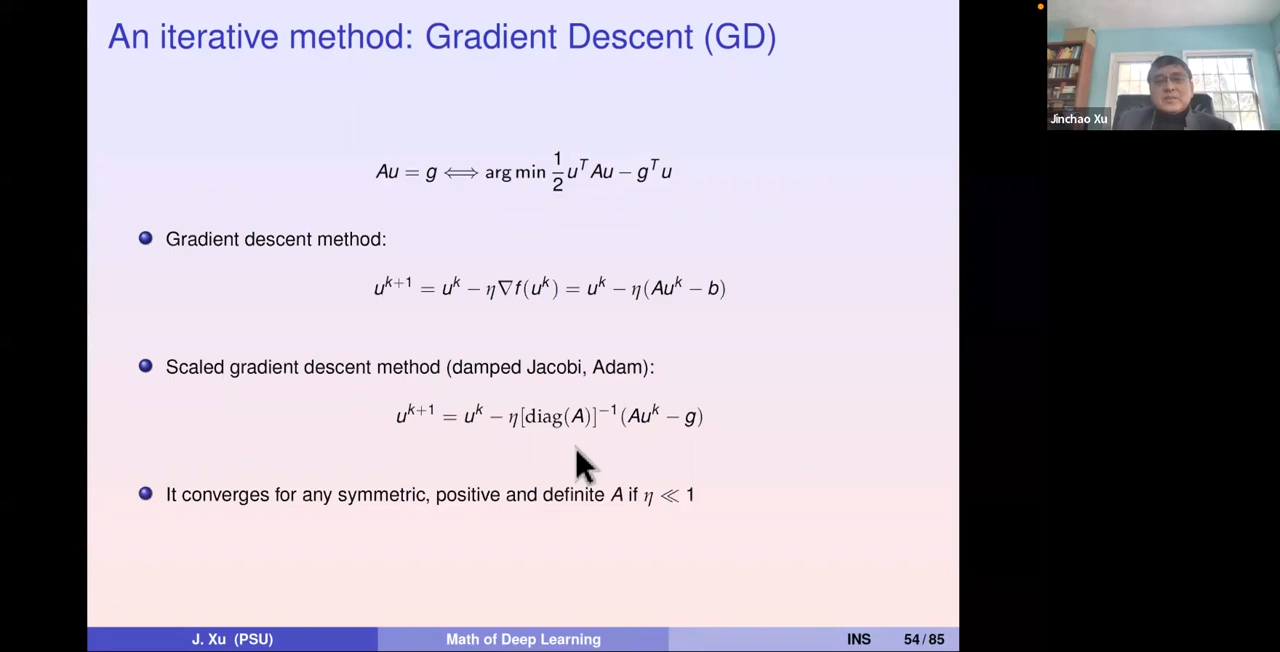 An iterative method: Gradient Descent (GD)
Jinchao Xu
Au = g ⟺ arg min 1/2 u^T Au − g^T u
Gradient descent method:
u^{k+1} = u^k − η∇f(u^k) = u^k − η(Au^k − b)
Scaled gradient descent method (damped Jacobi, Adam):
u^{k+1} = u^k − η[diag(A)]^{−1}(Au^k − g)
It converges for any symmetric, positive and definite A if η ≪ 1
J. Xu (PSU) Math of Deep Learning INS 54/85